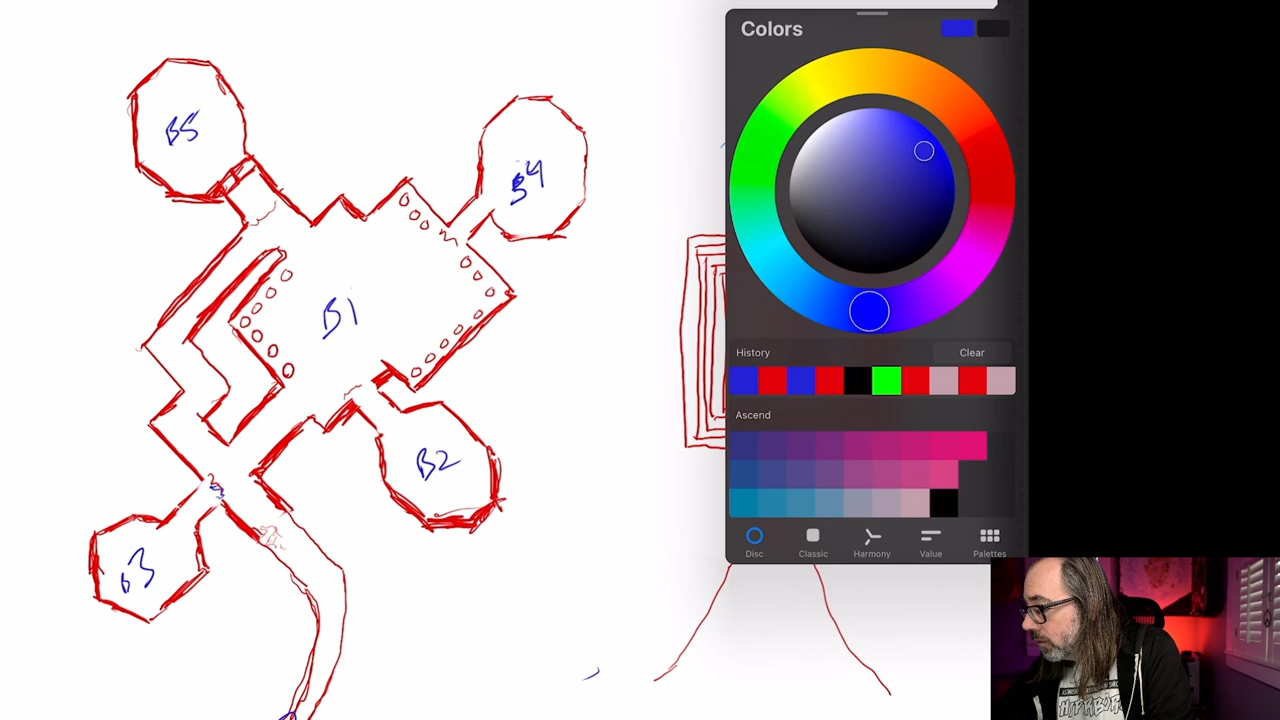 Colors
B5
B4
B1
History
Clear
Ascend
B2
B3
Disc
Classic
Harmony
Value
Palettes